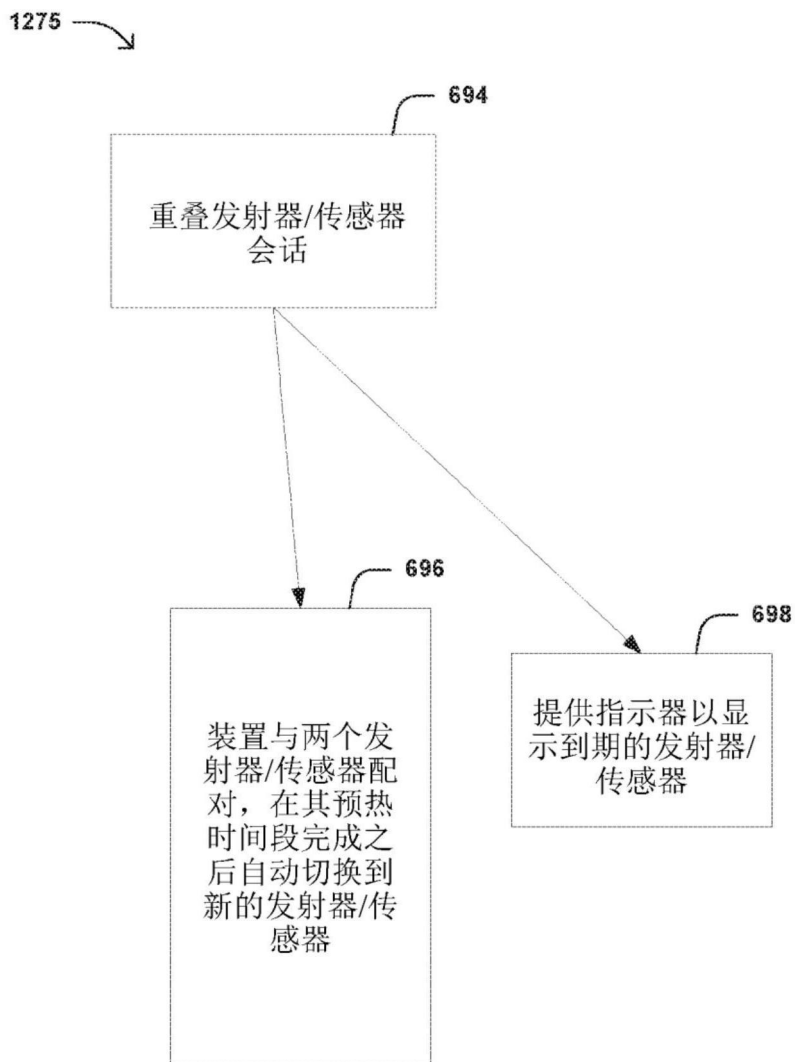 1275
694
重叠发射器/传感器
会话
696
装置与两个发
射器/传感器配
对，在其预热
时间段完成之
后自动切换到
新的发射器/传
感器
698
提供指示器以显
示到期的发射器/
传感器